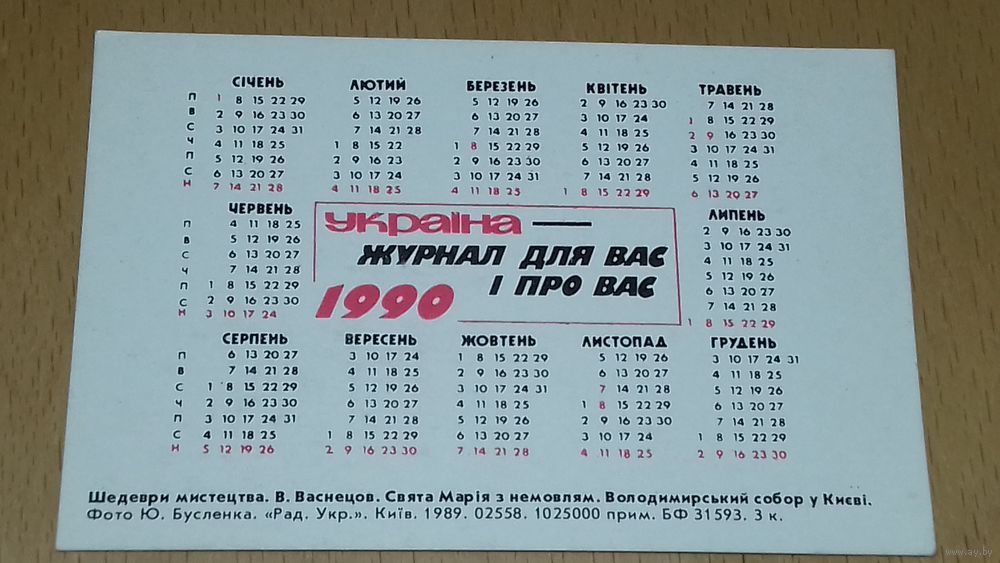 СІЧЕНЬ ЛЮТИЙ БЕРЕЗЕНЬ КВІТЕНЬ ТРАВЕНЬ
П 1 8 15 22 29 5 12 19 26 5 12 19 26 2 9 16 23 30 7 14 21 28
В 2 9 16 23 30 6 13 20 27 6 13 20 27 3 10 17 24 1 8 15 22 29
С 3 10 17 24 31 7 14 21 28 7 14 21 28 4 11 18 25 2 9 16 23 30
Ч 4 11 18 25 1 8 15 22 1 8 15 22 29 5 12 19 26 3 10 17 24 31
П 5 12 19 26 2 9 16 23 2 9 16 23 30 6 13 20 27 4 11 18 25
С 6 13 20 27 3 10 17 24 3 10 17 24 31 7 14 21 28 5 12 19 26
Н 7 14 21 28 4 11 18 25 4 11 18 25 1 8 15 22 29 6 13 20 27
ЧЕРВЕНЬ
П 4 11 18 25
В 5 12 19 26
С 6 13 20 27
Ч 7 14 21 28
П 1 8 15 22 29
С 2 9 16 23 30
Н 3 10 17 24
УКРАЇНА —
ЖУРНАЛ ДЛЯ ВАС
І ПРО ВАС
1990
ЛИПЕНЬ
2 9 16 23 30
3 10 17 24 31
4 11 18 25
5 12 19 26
6 13 20 27
7 14 21 28
1 8 15 22 29
СЕРПЕНЬ ВЕРЕСЕНЬ ЖОВТЕНЬ ЛИСТОПАД ГРУДЕНЬ
П 6 13 20 27 3 10 17 24 1 8 15 22 29 5 12 19 26 3 10 17 24 31
В 7 14 21 28 4 11 18 25 2 9 16 23 30 6 13 20 27 4 11 18 25
С 1 8 15 22 29 5 12 19 26 3 10 17 24 31 7 14 21 28 5 12 19 26
Ч 2 9 16 23 30 6 13 20 27 4 11 18 25 1 8 15 22 29 6 13 20 27
П 3 10 17 24 31 7 14 21 28 5 12 19 26 2 9 16 23 30 7 14 21 28
С 4 11 18 25 1 8 15 22 29 6 13 20 27 3 10 17 24 1 8 15 22 29
Н 5 12 19 26 2 9 16 23 30 7 14 21 28 4 11 18 25 2 9 16 23 30
Шедеври мистецтва. В. Васнецов. Свята Марія з немовлям. Володимирський собор у Києві.
Фото Ю. Бусленка. «Рад. Укр.». Київ. 1989. 02558. 1025000 прим. БФ 31593. 3 к.
www.ay.by